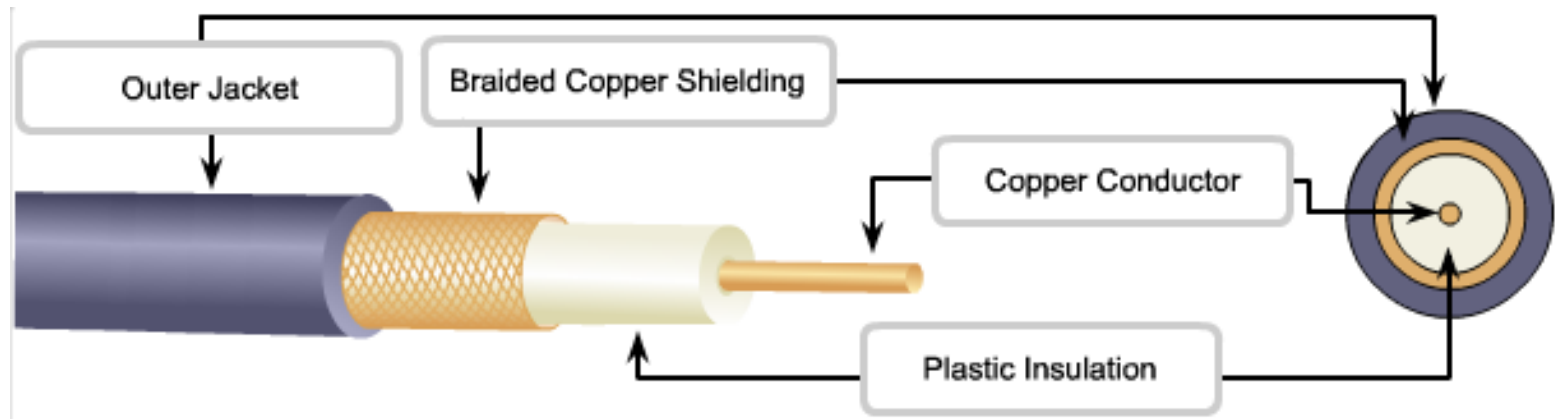 Outer Jacket
Braided Copper Shielding
Copper Conductor
Plastic Insulation